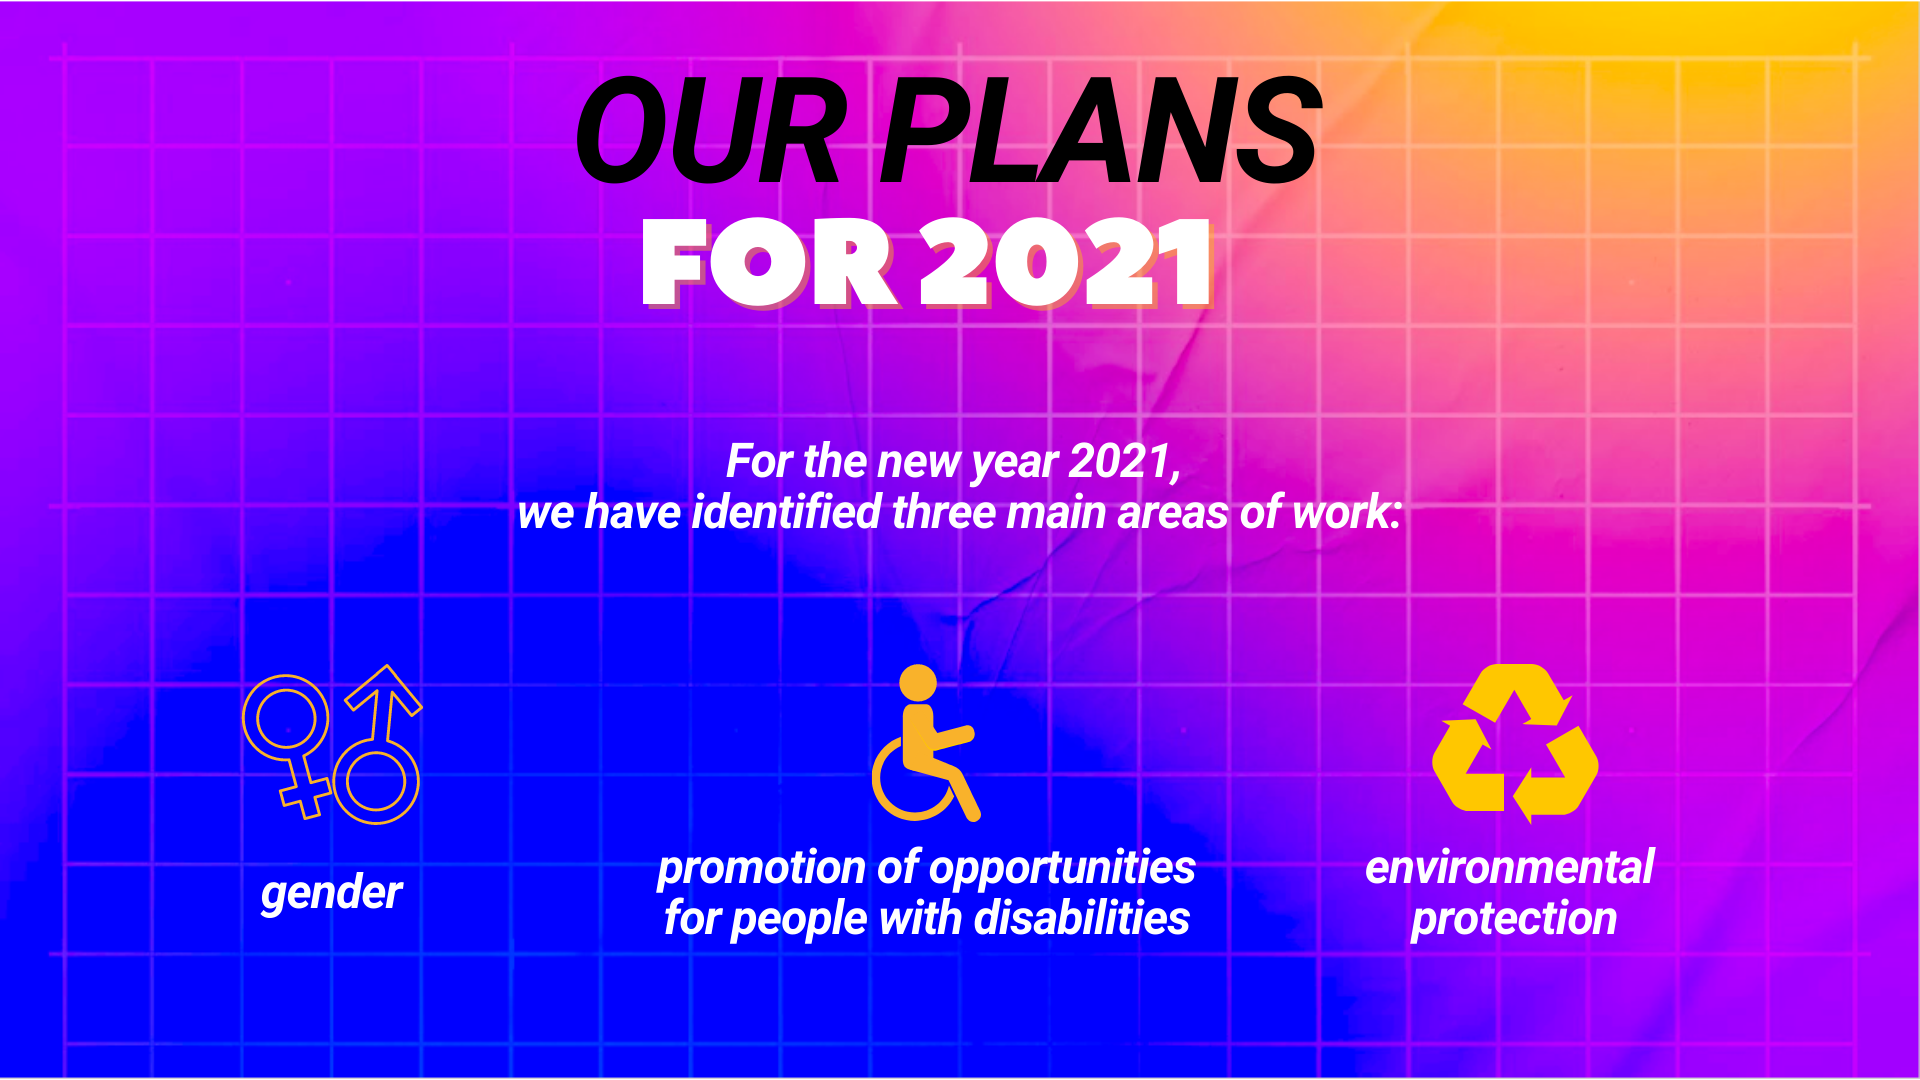 OUR PLANS
FOR 2021
For the new year 2021,
we have identified three main areas of work:
gender
promotion of opportunities
for people with disabilities
environmental
protection